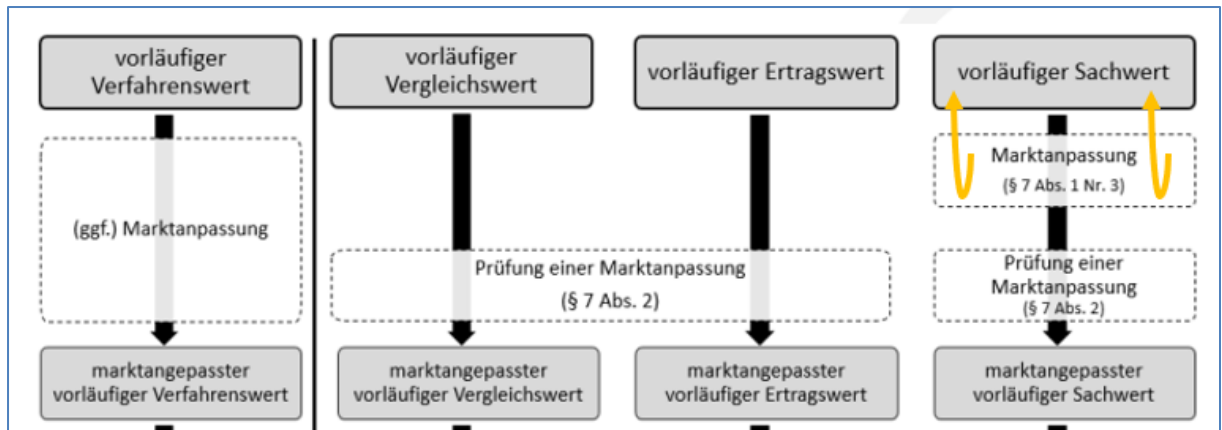 vorläufiger
Verfahrenswert
vorläufiger
Vergleichswert
vorläufiger Ertragswert
vorläufiger Sachwert
(ggf.) Marktanpassung
Marktanpassung
(§ 7 Abs. 1 Nr. 3)
Prüfung einer Marktanpassung
(§ 7 Abs. 2)
Prüfung einer
Marktanpassung
(§ 7 Abs. 2)
marktangepasster
vorläufiger Verfahrenswert
marktangepasster
vorläufiger Vergleichswert
marktangepasster
vorläufiger Ertragswert
marktangepasster
vorläufiger Sachwert